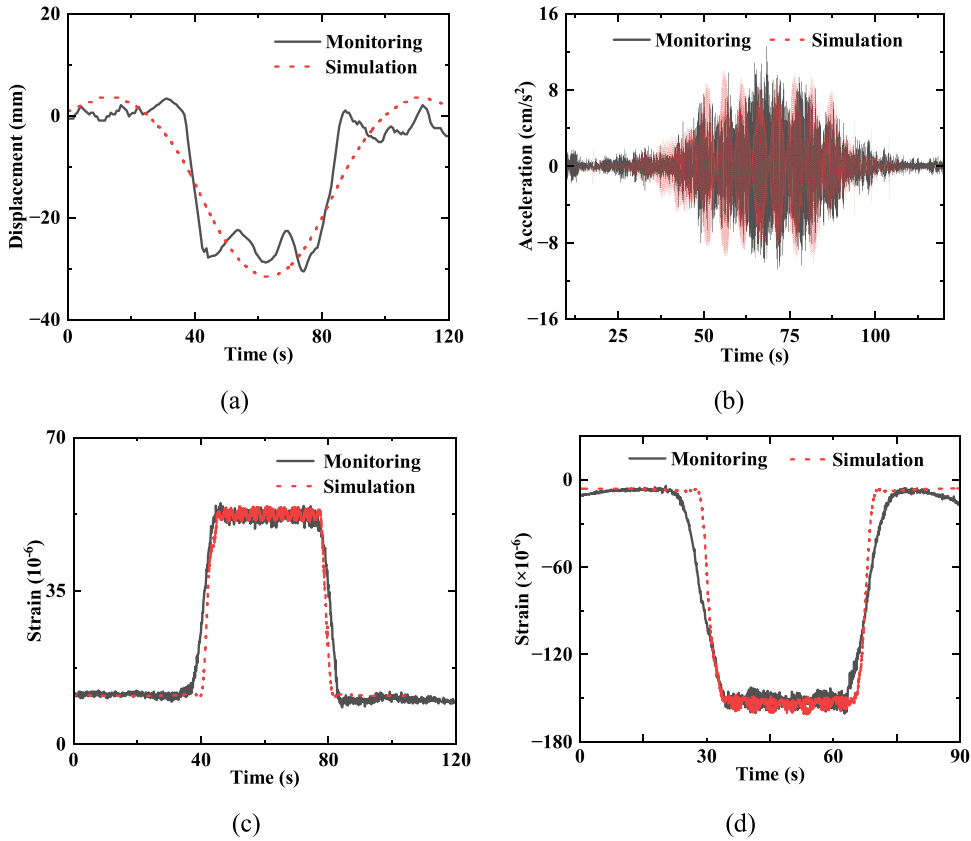 20
0
−20
−40
Displacement (mm)
Monitoring
Simulation
0 40 80 120
Time (s)
(a)
16
8
0
−8
−16
Acceleration (cm/s²)
Monitoring Simulation
25 50 75 100
Time (s)
(b)
70
35
0
Strain (10⁻⁶)
Monitoring
Simulation
0 40 80 120
Time (s)
(c)
0
−60
−120
−180
Strain (×10⁻⁶)
Monitoring Simulation
0 30 60 90
Time (s)
(d)